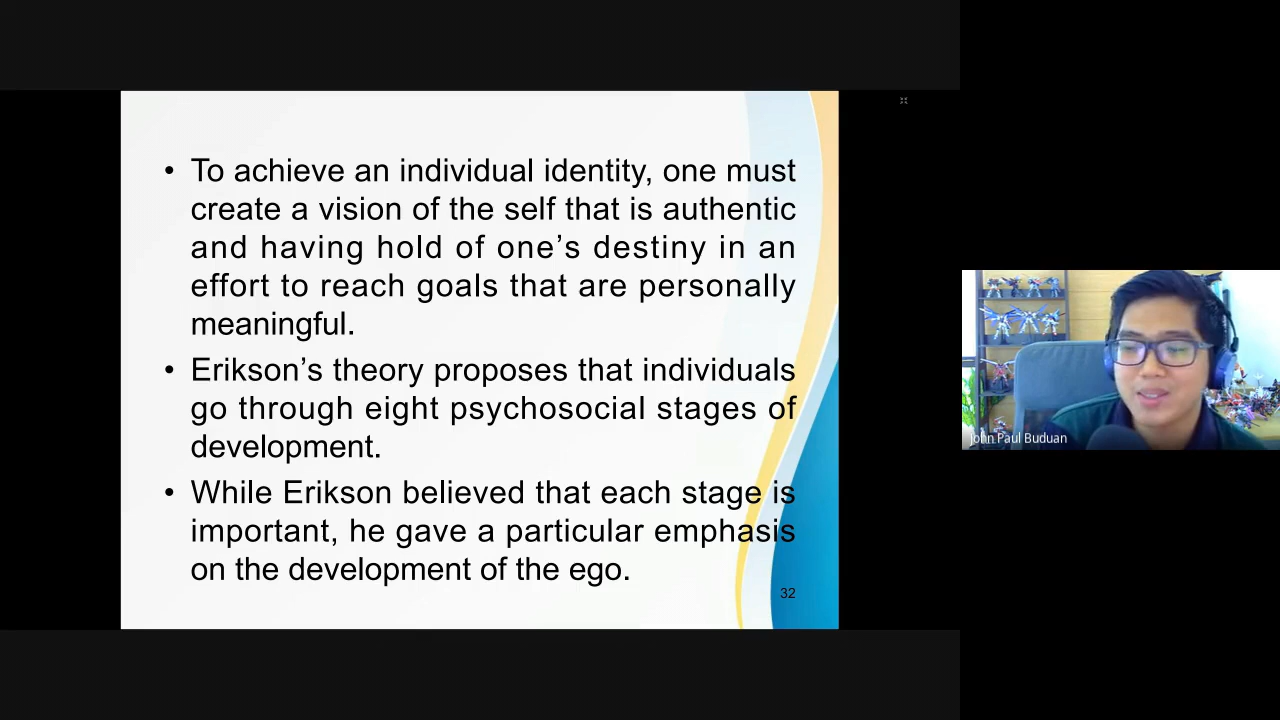 • To achieve an individual identity, one must
create a vision of the self that is authentic
and having hold of one’s destiny in an
effort to reach goals that are personally
meaningful.
• Erikson’s theory proposes that individuals
go through eight psychosocial stages of
development.
• While Erikson believed that each stage is
important, he gave a particular emphasis
on the development of the ego.
32
John Paul Buduan